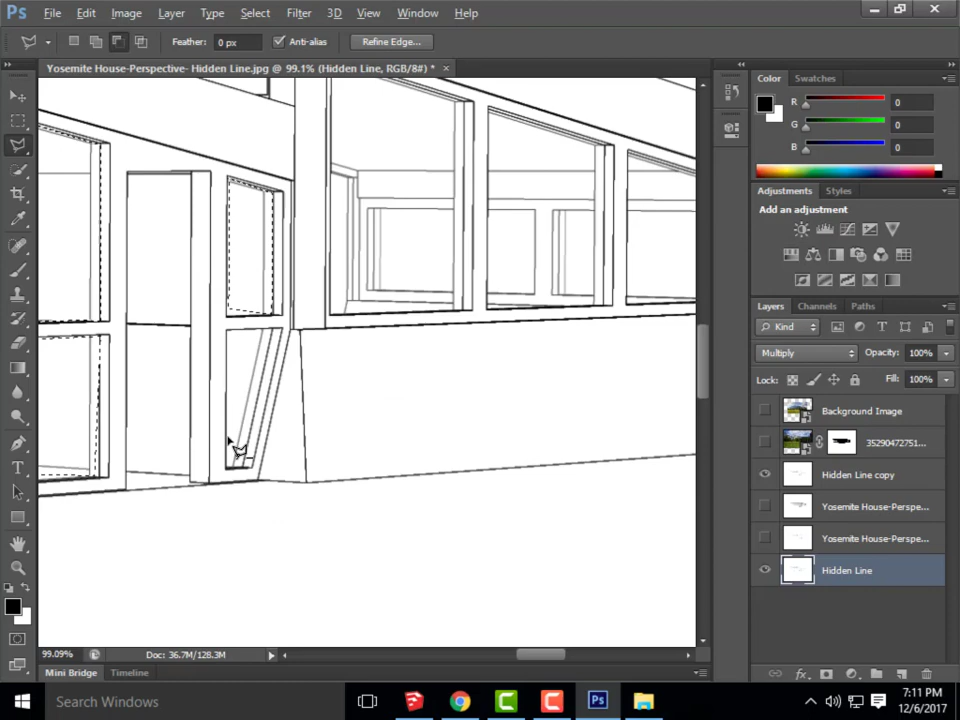 Ps File Edit Image Layer Type Select Filter 3D View Window Help
Feather: 0 px Anti-alias Refine Edge...
Yosemite House-Perspective- Hidden Line.jpg @ 99.1% (Hidden Line, RGB/8#) * ×
Color Swatches
R 0
G 0
B 0
Adjustments Styles
Add an adjustment
Layers Channels Paths
Kind
Multiply Opacity: 100%
Lock: Fill: 100%
Background Image
35290472751...
Hidden Line copy
Yosemite House-Perspe...
Yosemite House-Perspe...
Hidden Line
99.09% Doc: 36.7M/128.3M
Mini Bridge Timeline
Search Windows
Ps
7:11 PM
12/6/2017